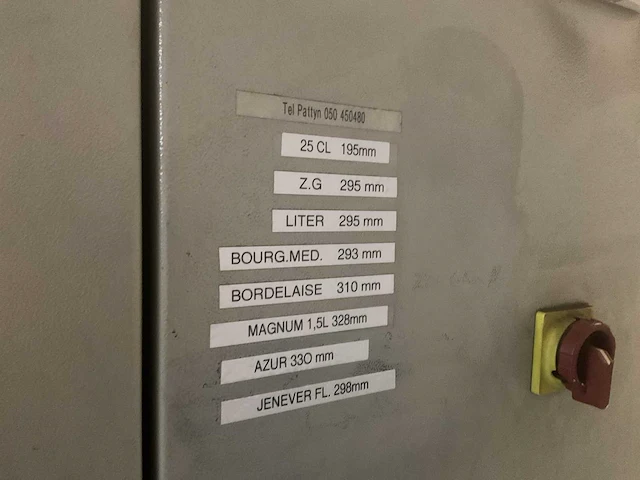 Tel Pattyn 050 450480
25 CL 195mm
Z.G 295 mm
LITER 295 mm
BOURG.MED. 293 mm
BORDELAISE 310 mm
MAGNUM 1,5L 328mm
AZUR 330 mm
JENEVER FL. 298mm